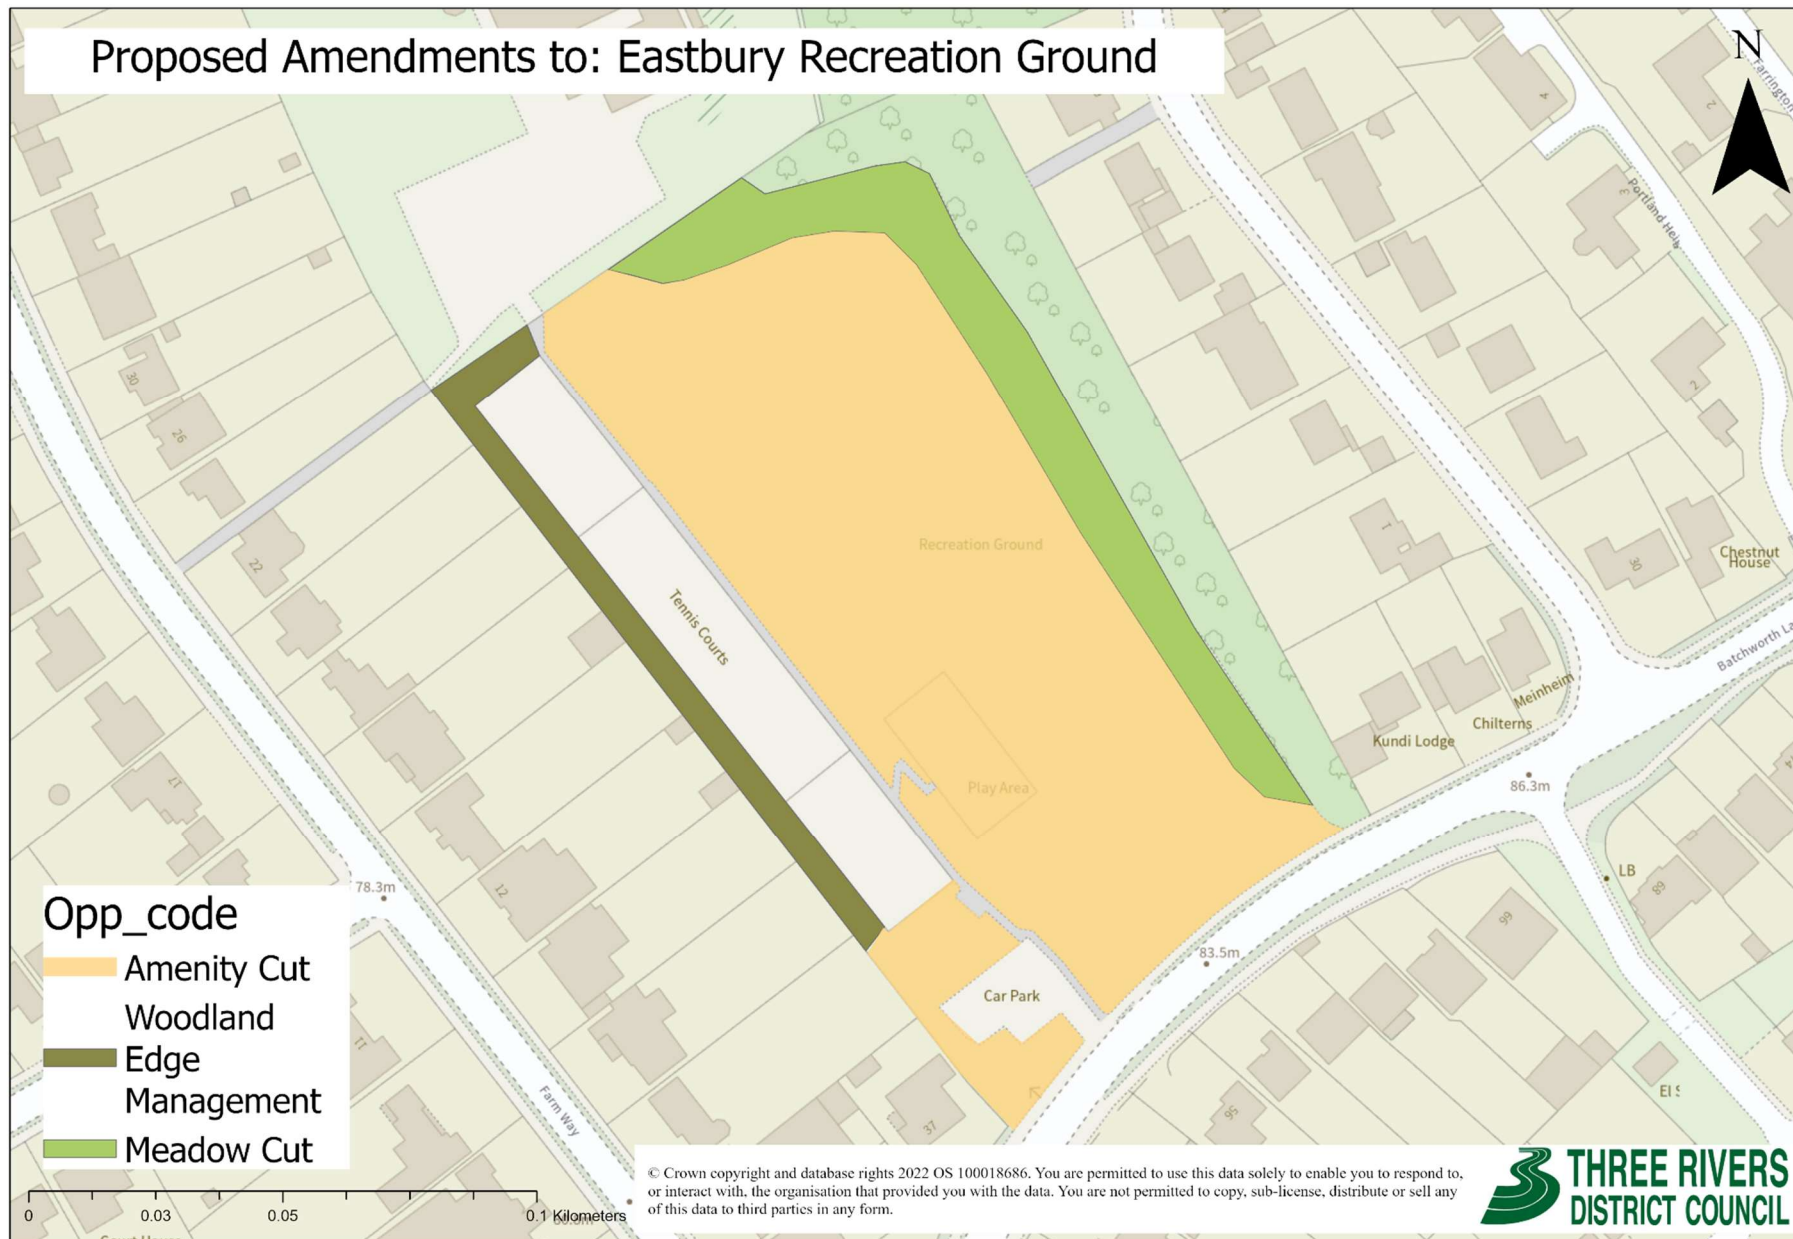 Proposed Amendments to: Eastbury Recreation Ground
N
Farrington
4
2
3
Portland Heights
30
26
22
2
1
30
Chestnut
House
Recreation Ground
Tennis Courts
Batchworth La
Meinheim
Chilterns
Kundi Lodge
Play Area
86.3m
17
74
LB
89
78.3m
12
99
83.5m
Car Park
11
Farm Way
37
95
El S
Opp_code
Amenity Cut
Woodland
Edge
Management
Meadow Cut
0
0.03
0.05
0.1 Kilometers
© Crown copyright and database rights 2022 OS 100018686. You are permitted to use this data solely to enable you to respond to,
or interact with, the organisation that provided you with the data. You are not permitted to copy, sub-license, distribute or sell any
of this data to third parties in any form.
THREE RIVERS
DISTRICT COUNCIL